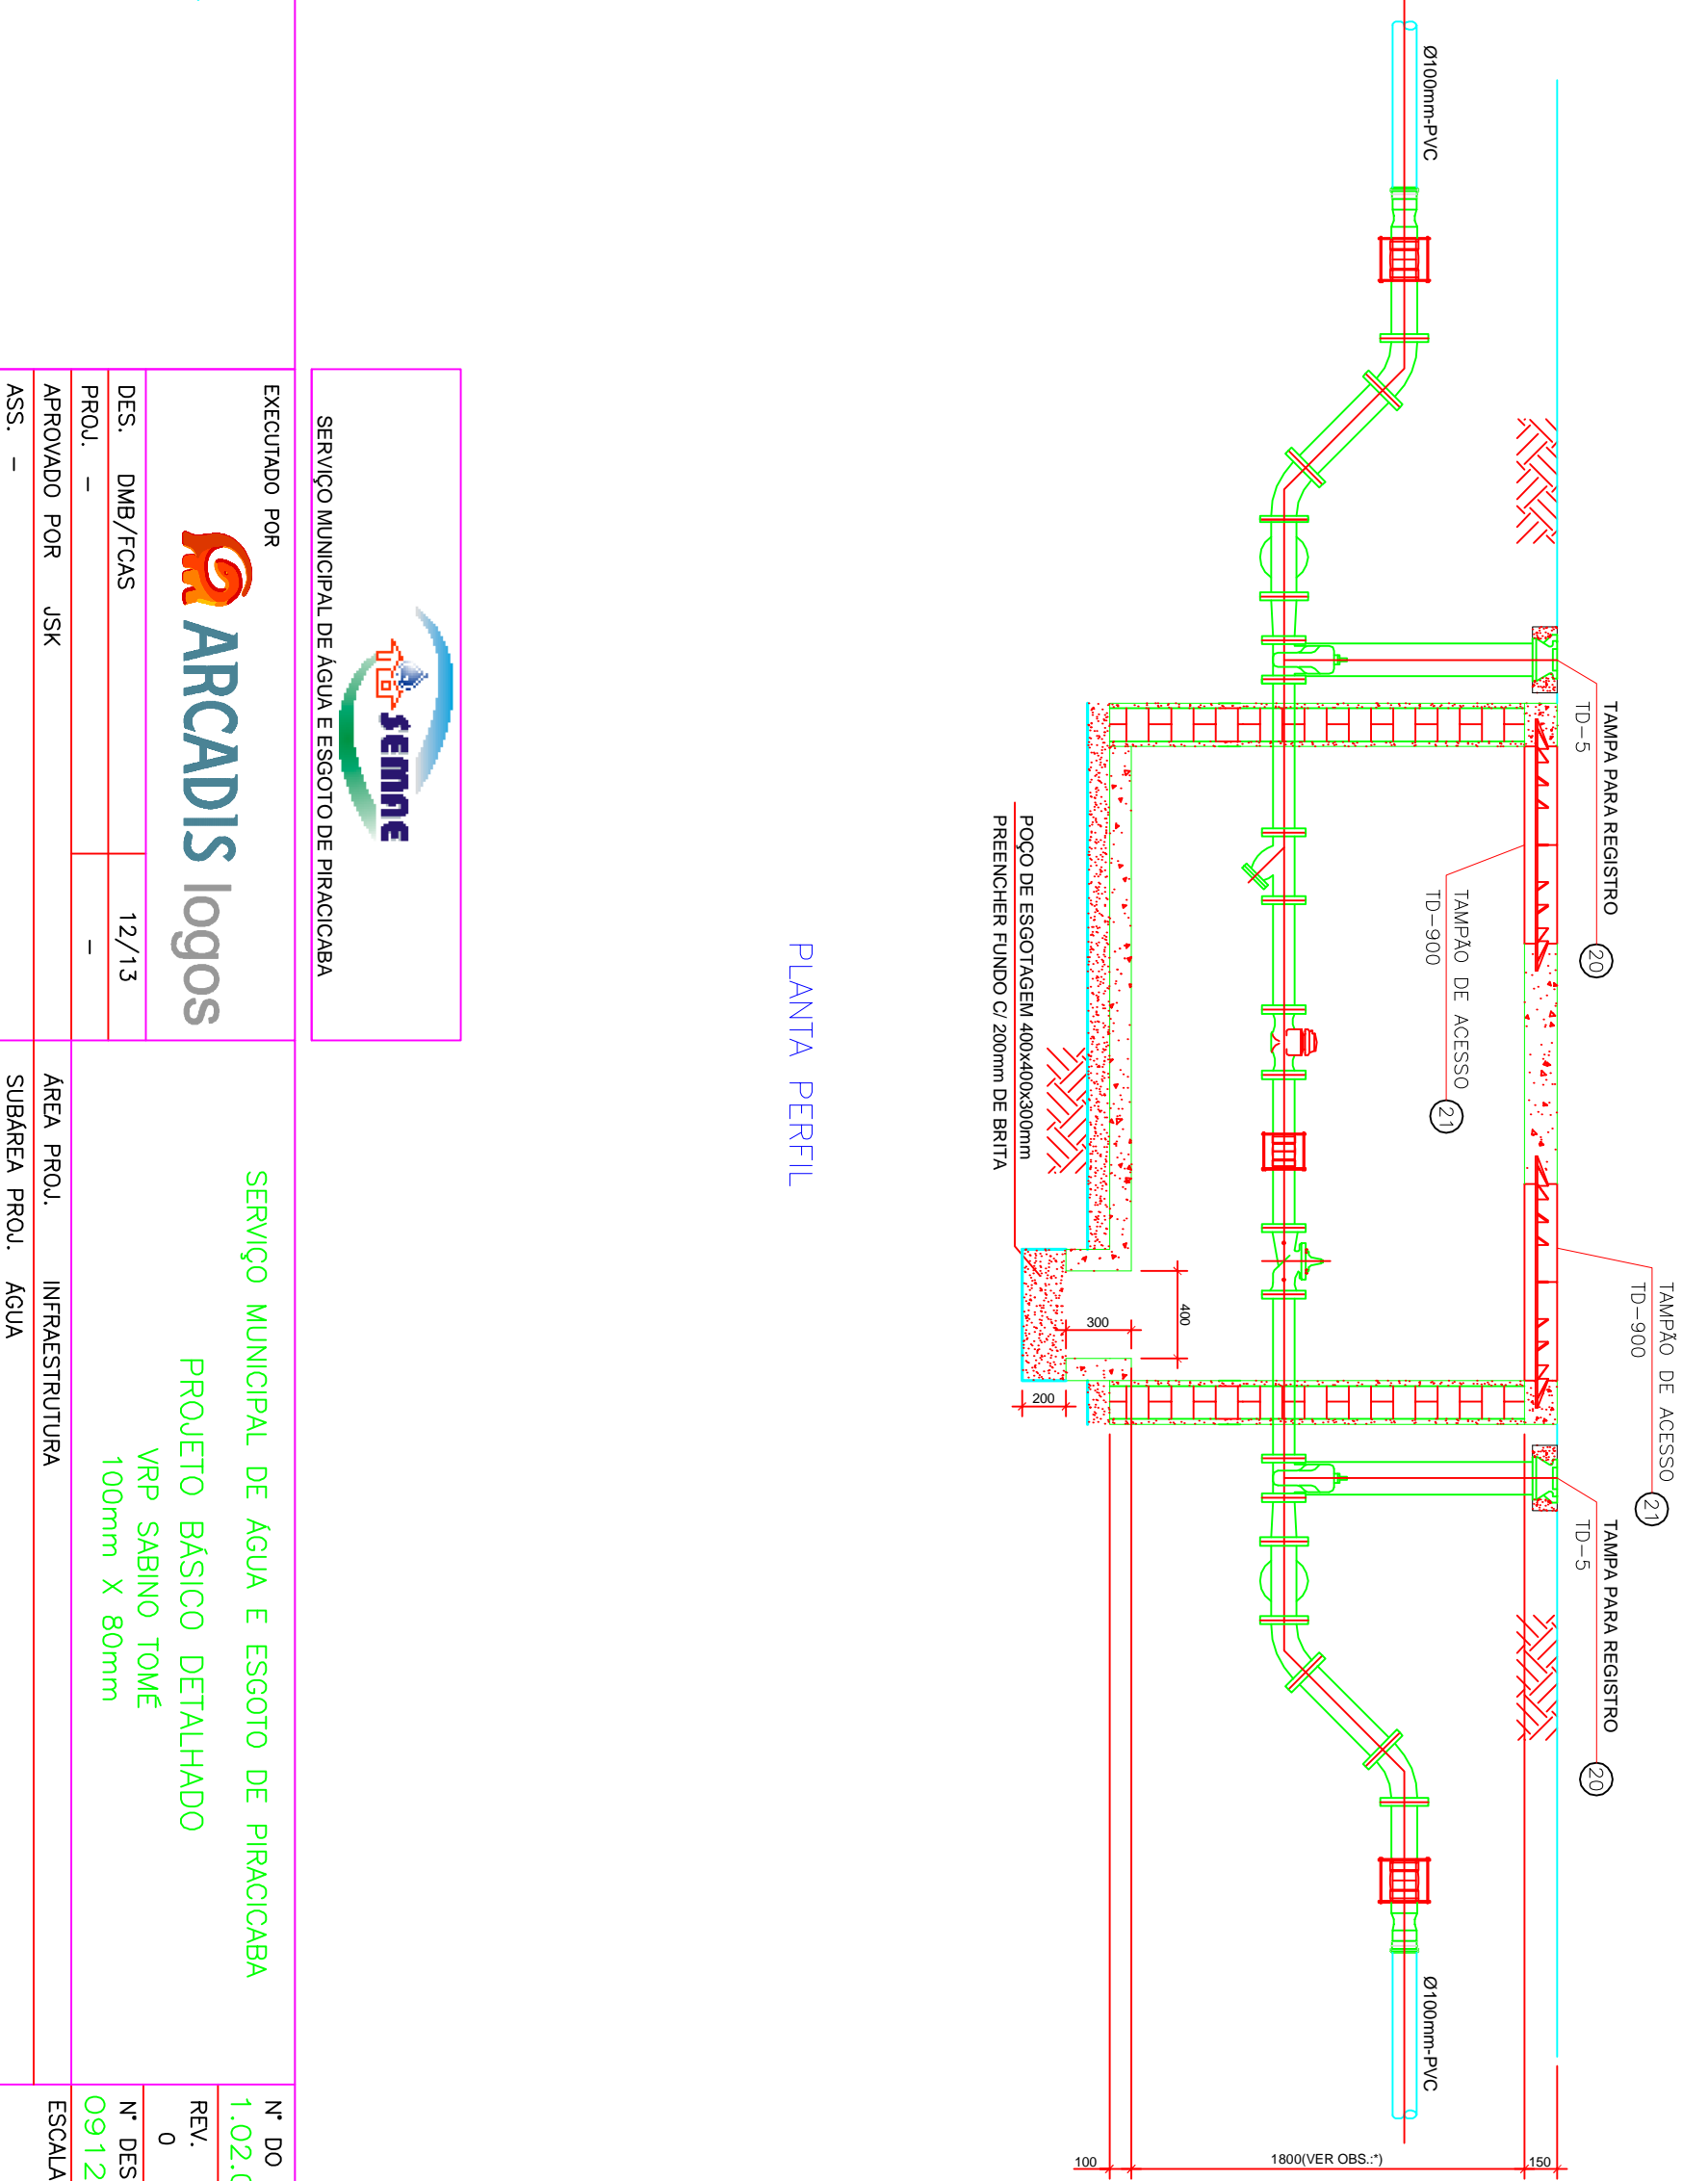 TAMPÃO DE ACESSO
TD-900
21
TAMPA PARA REGISTRO
TD-5
20
TAMPA PARA REGISTRO
TD-5
20
TAMPÃO DE ACESSO
TD-900
21
Ø100mm-PVC
Ø100mm-PVC
150
1800(VER OBS.:*)
100
400
300
200
POÇO DE ESGOTAGEM 400x400x300mm
PREENCHER FUNDO C/ 200mm DE BRITA
PLANTA PERFIL
SEMAE
SERVIÇO MUNICIPAL DE ÁGUA E ESGOTO DE PIRACICABA
EXECUTADO POR
ARCADIS logos
DES. DMB/FCAS 12/13
PROJ. - -
APROVADO POR JSK
ASS. -
SERVIÇO MUNICIPAL DE ÁGUA E ESGOTO DE PIRACICABA
PROJETO BÁSICO DETALHADO
VRP SABINO TOMÉ
100mm X 80mm
ÁREA PROJ. INFRAESTRUTURA
SUBÁREA PROJ. ÁGUA
N° DO
1.02.
REV.
0
N° DES
0912
ESCALA